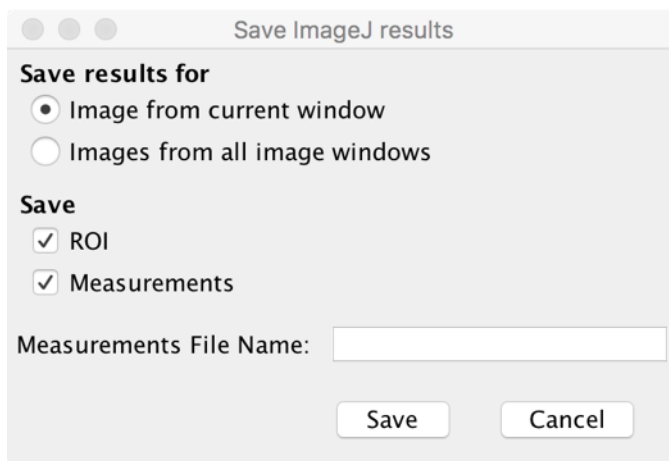 Save ImageJ results
Save results for
Image from current window
Images from all image windows
Save
ROI
Measurements
Measurements File Name:
Save Cancel